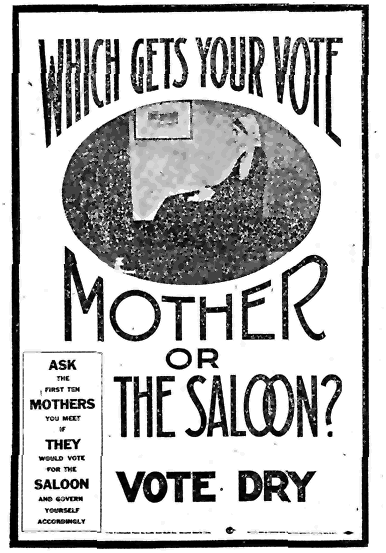 WHICH GETS YOUR VOTE
MOTHER
OR
THE SALOON?
VOTE DRY
ASK
THE
FIRST TEN
MOTHERS
YOU MEET
IF
THEY
WOULD VOTE
FOR THE
SALOON
AND GOVERN
YOURSELF
ACCORDINGLY